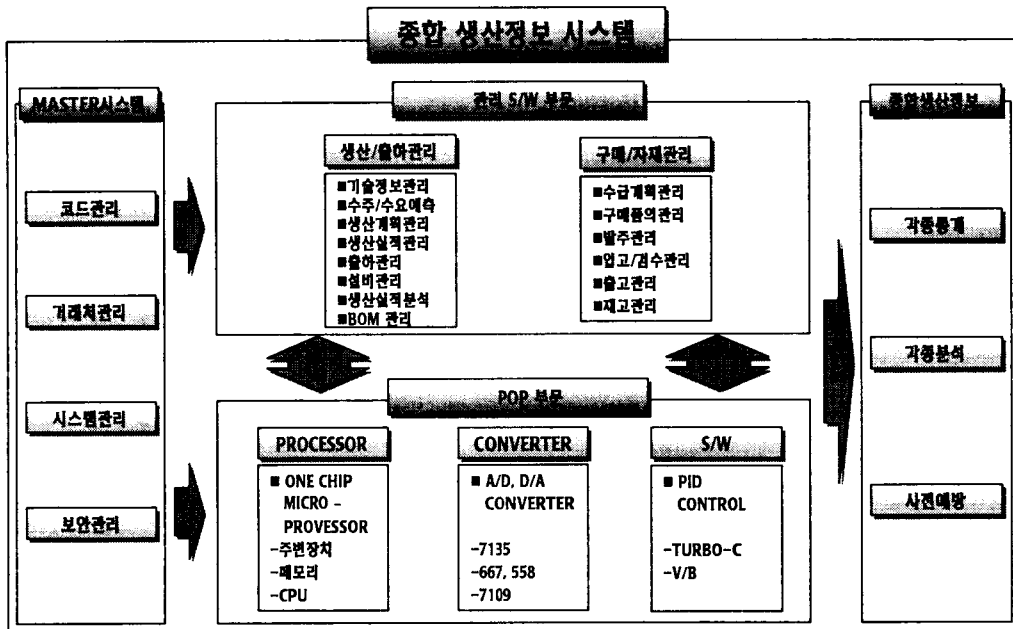 종합 생산정보 시스템
MASTER시스템
코드관리
거래처관리
시스템관리
보안관리
관리 S/W 부문
생산/출하관리
■기술정보관리
■수주/수요예측
■생산계획관리
■생산실적관리
■출하관리
■설비관리
■생산실적분석
■BOM 관리
구매/자재관리
■수급계획관리
■구매품의관리
■발주관리
■입고/검수관리
■출고관리
■재고관리
POP 부문
PROCESSOR
■ ONE CHIP
MICRO –
PROVESSOR
-주변장치
-메모리
-CPU
CONVERTER
■ A/D, D/A
CONVERTER
-7135
-667, 558
-7109
S/W
■ PID
CONTROL
-TURBO-C
-V/B
종합생산정보
각종통계
각종분석
사전예방